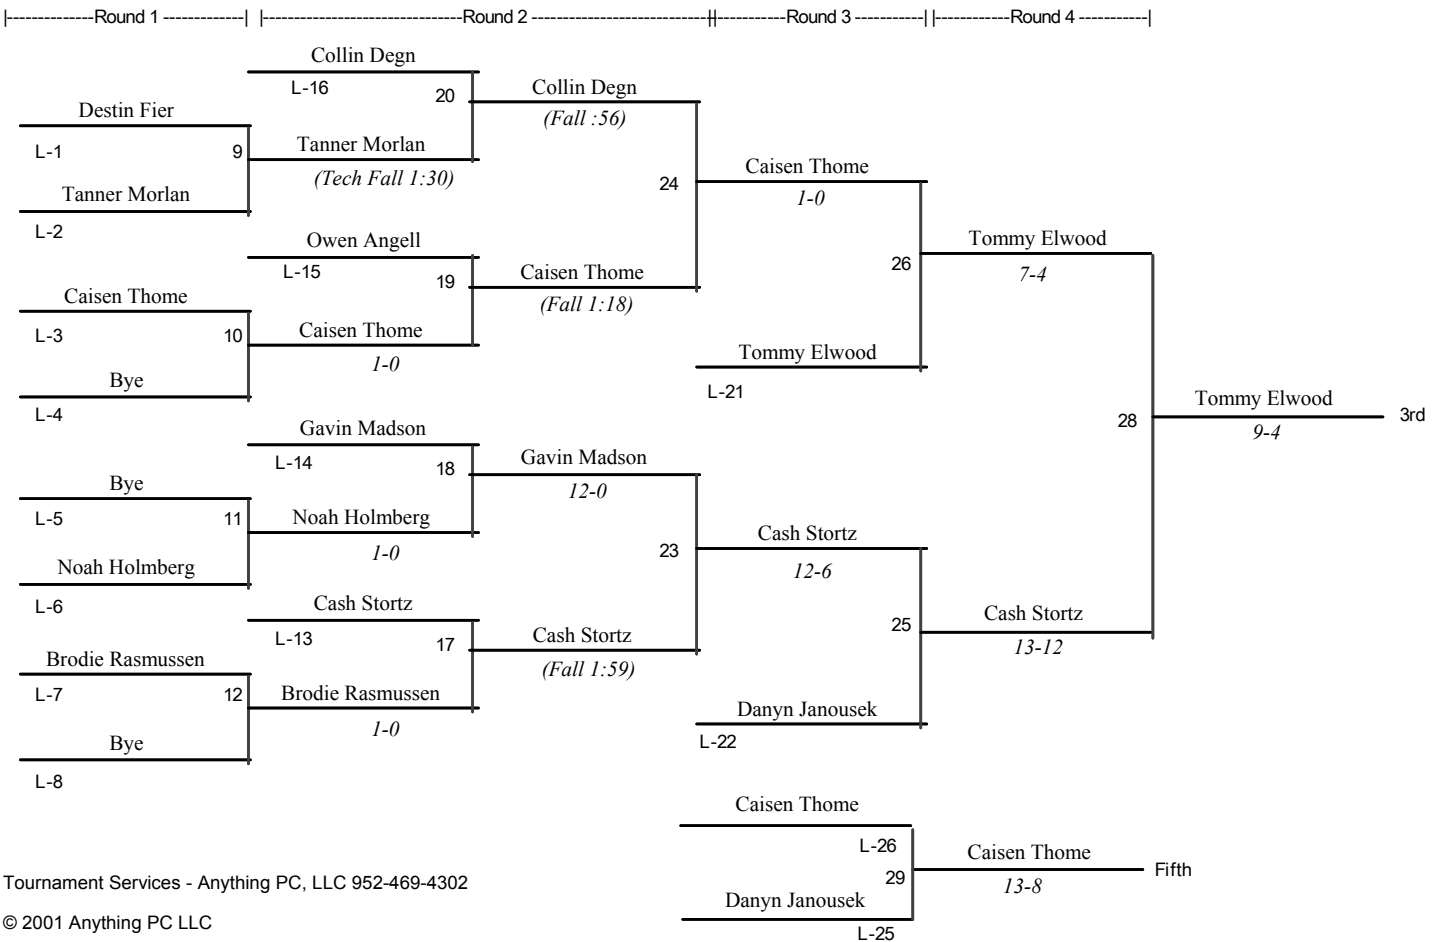 |--------------Round 1 --------------| |---------------------------------Round 2 -----------------------------||------------Round 3 ------------| |------------Round 4 ------------|
Collin Degn
L-16
20
Collin Degn
(Fall :56)
Destin Fier
L-1
9
Tanner Morlan
(Tech Fall 1:30)
Tanner Morlan
L-2
24
Caisen Thome
1-0
Owen Angell
L-15
19
Caisen Thome
(Fall 1:18)
Caisen Thome
L-3
10
Caisen Thome
1-0
Bye
L-4
26
Tommy Elwood
7-4
Tommy Elwood
L-21
28
Tommy Elwood
9-4
3rd
Gavin Madson
L-14
18
Gavin Madson
12-0
Bye
L-5
11
Noah Holmberg
1-0
Noah Holmberg
L-6
23
Cash Stortz
12-6
Cash Stortz
L-13
17
Cash Stortz
(Fall 1:59)
Brodie Rasmussen
L-7
12
Brodie Rasmussen
1-0
Bye
L-8
25
Cash Stortz
13-12
Danyn Janousek
L-22
Caisen Thome
L-26
29
Caisen Thome
13-8
Fifth
Danyn Janousek
L-25
Tournament Services - Anything PC, LLC 952-469-4302
© 2001 Anything PC LLC